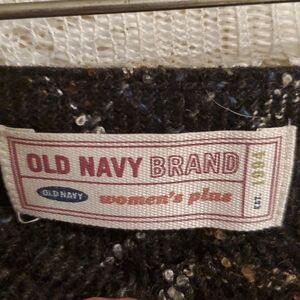 OLD NAVY BRAND
OLD NAVY
women's plus
EST. 1994